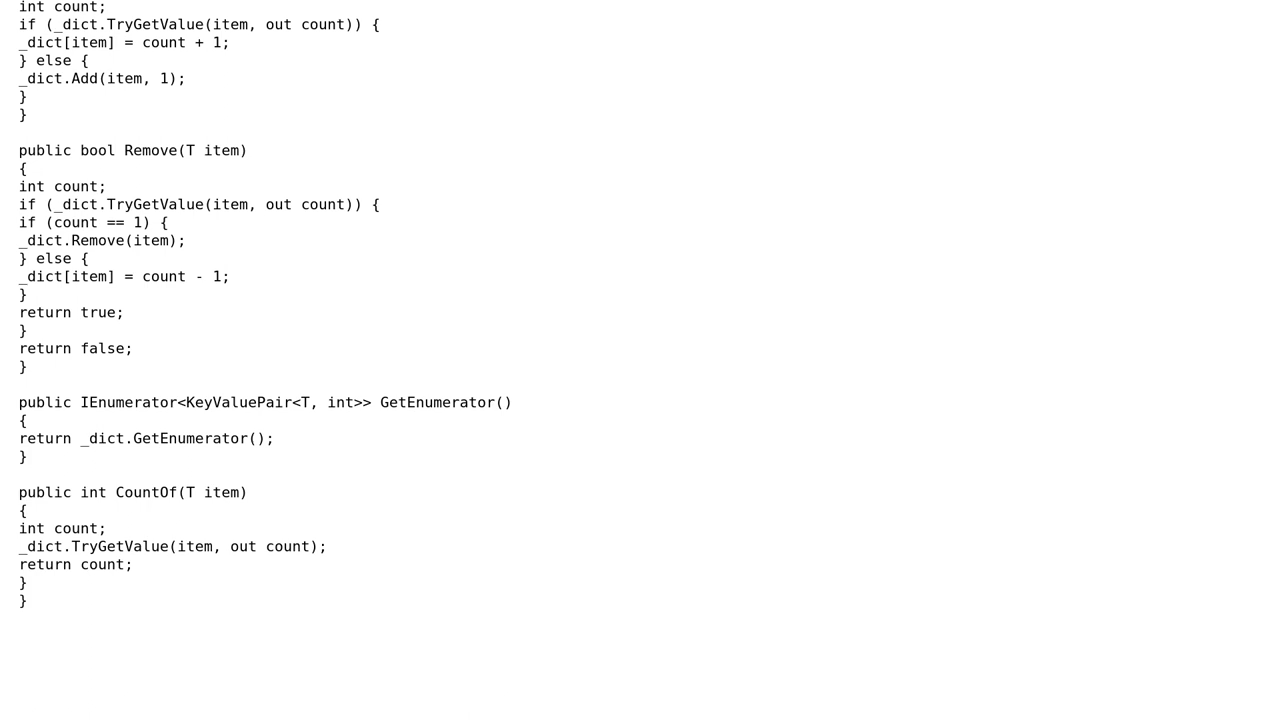 int count;
if (_dict.TryGetValue(item, out count)) {
_dict[item] = count + 1;
} else {
_dict.Add(item, 1);
}
}

public bool Remove(T item)
{
int count;
if (_dict.TryGetValue(item, out count)) {
if (count == 1) {
_dict.Remove(item);
} else {
_dict[item] = count - 1;
}
return true;
}
return false;
}

public IEnumerator<KeyValuePair<T, int>> GetEnumerator()
{
return _dict.GetEnumerator();
}

public int CountOf(T item)
{
int count;
_dict.TryGetValue(item, out count);
return count;
}
}